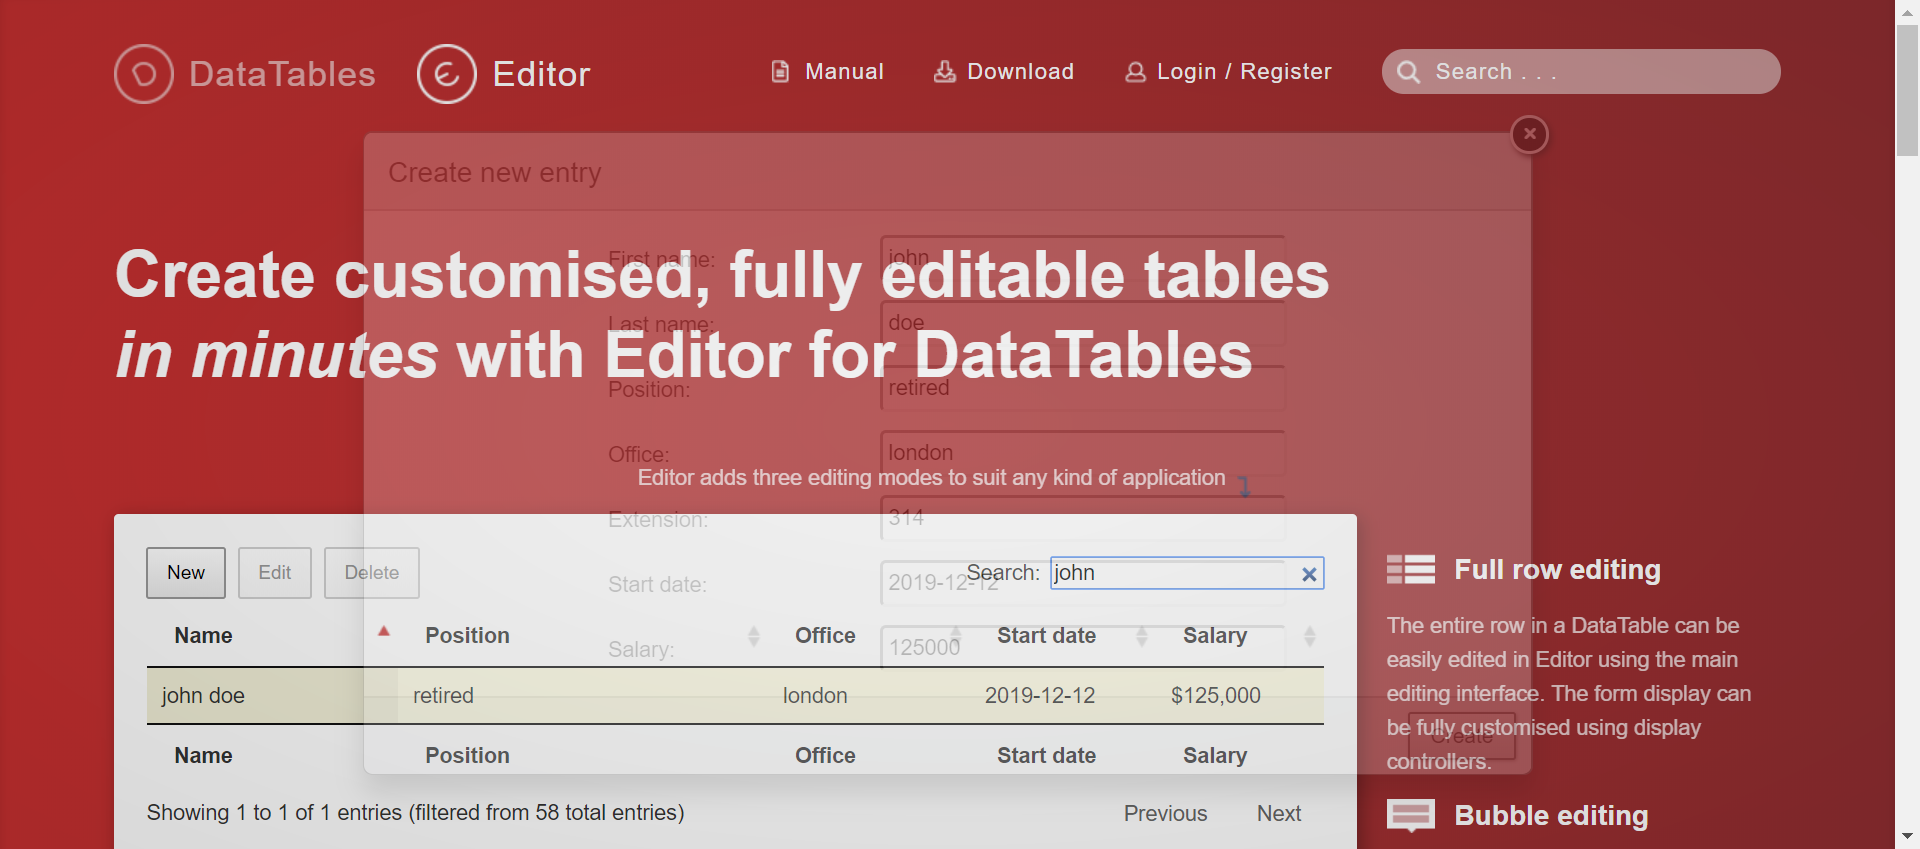 DataTables
Editor
Manual
Download
Login / Register
Search . . .
Create new entry
First name: john
Create customised, fully editable tables
Last name: doe
in minutes with Editor for DataTables
Position: retired
Office: london
Editor adds three editing modes to suit any kind of application
Extension: 314
New Edit Delete
Search: john
Start date: 2019-12-12
Name Position Office Start date Salary
Salary: 125000
john doe retired london 2019-12-12 $125,000
Create
Name Position Office Start date Salary
Showing 1 to 1 of 1 entries (filtered from 58 total entries)
Previous Next
Full row editing
The entire row in a DataTable can be
easily edited in Editor using the main
editing interface. The form display can
be fully customised using display
controllers.
Bubble editing